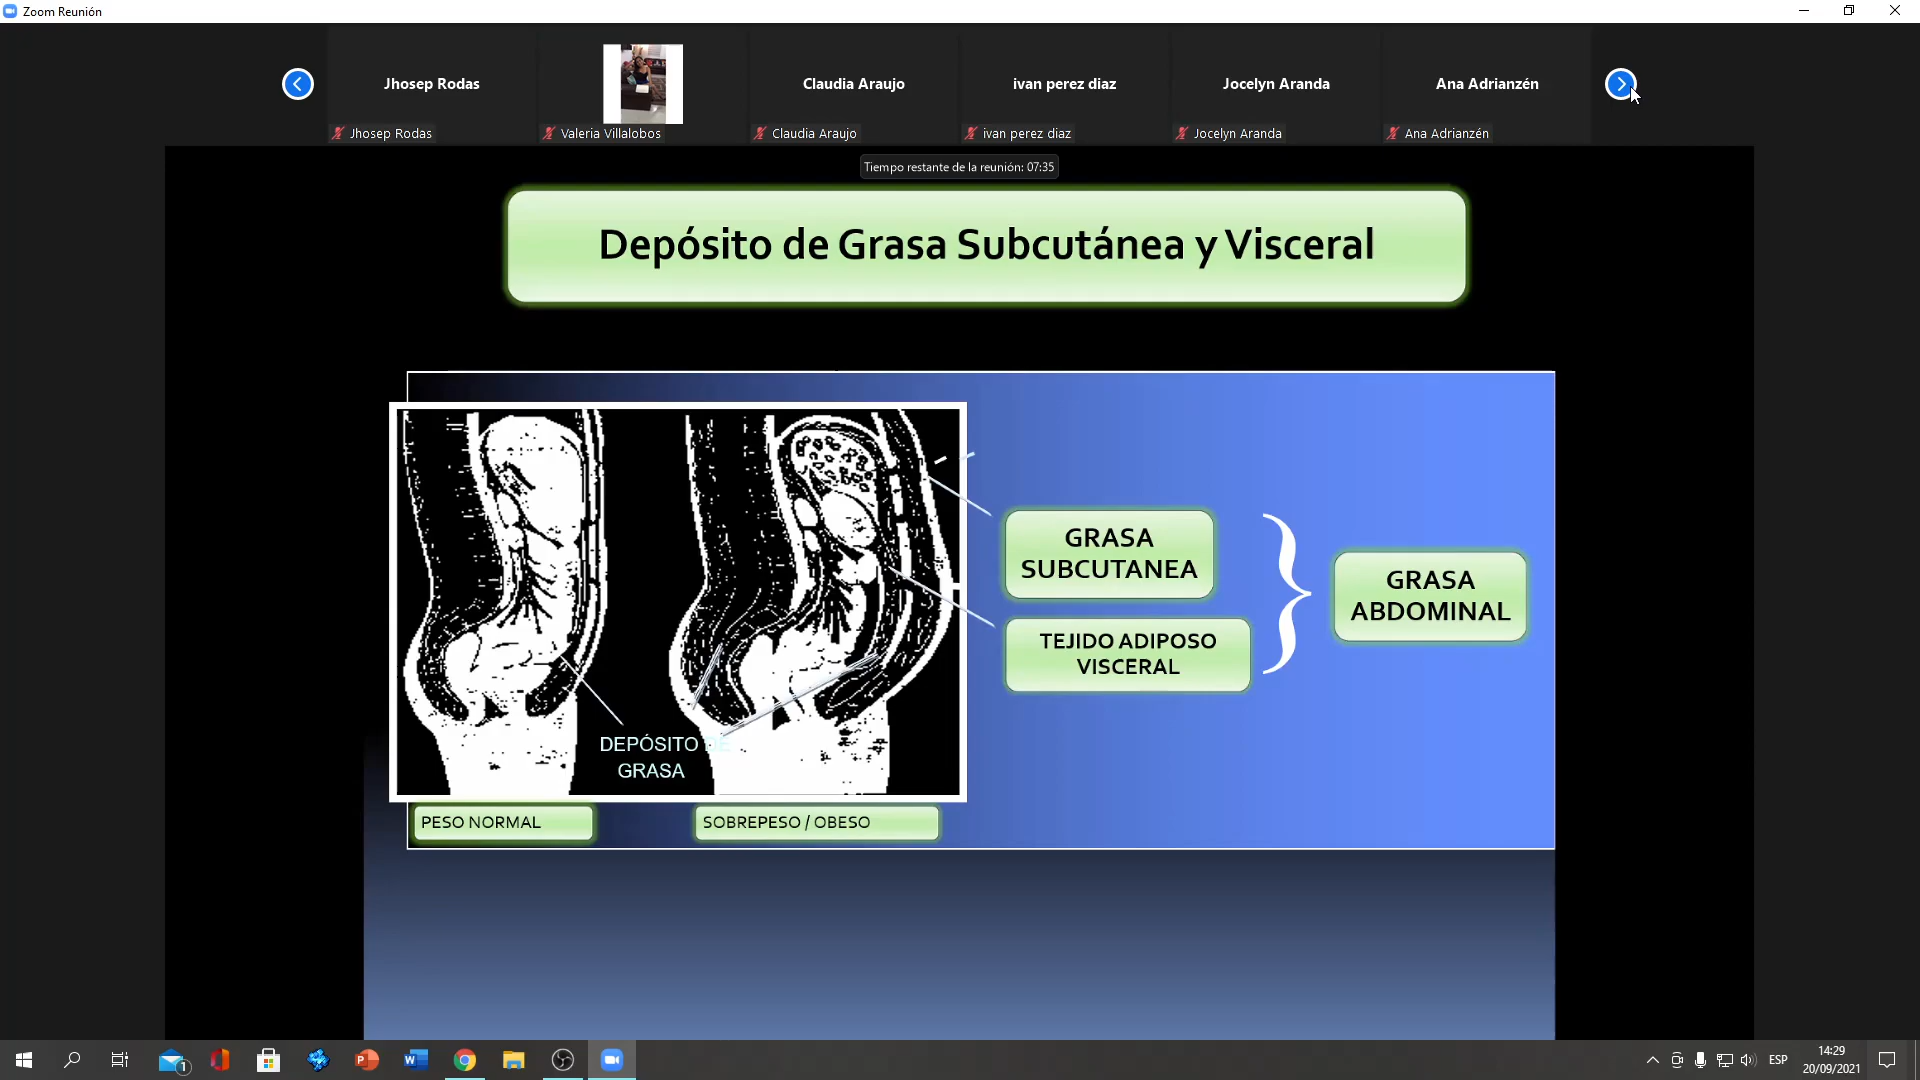 Zoom Reunión
Jhosep Rodas
Claudia Araujo
ivan perez diaz
Jocelyn Aranda
Ana Adrianzén
Jhosep Rodas
Valeria Villalobos
Claudia Araujo
ivan perez diaz
Jocelyn Aranda
Ana Adrianzén
Tiempo restante de la reunión: 07:35
Depósito de Grasa Subcutánea y Visceral
GRASA
SUBCUTANEA
TEJIDO ADIPOSO
VISCERAL
GRASA
ABDOMINAL
DEPÓSITO DE
GRASA
PESO NORMAL
SOBREPESO / OBESO
1
ESP
14:29
20/09/2021